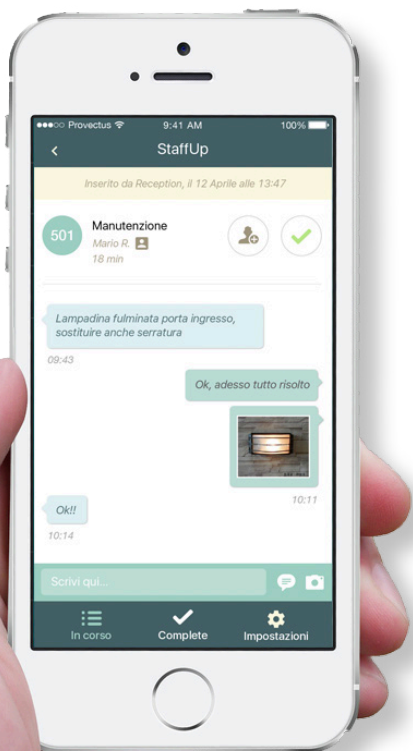 Provectus 9:41 AM 100%
StaffUp
Inserito da Reception, il 12 Aprile alle 13:47
501
Manutenzione
Mario R.
18 min
Lampadina fulminata porta ingresso,
sostituire anche serratura
09:43
Ok, adesso tutto risolto
10:11
Ok!!
10:14
Scrivi qui...
In corso Complete Impostazioni